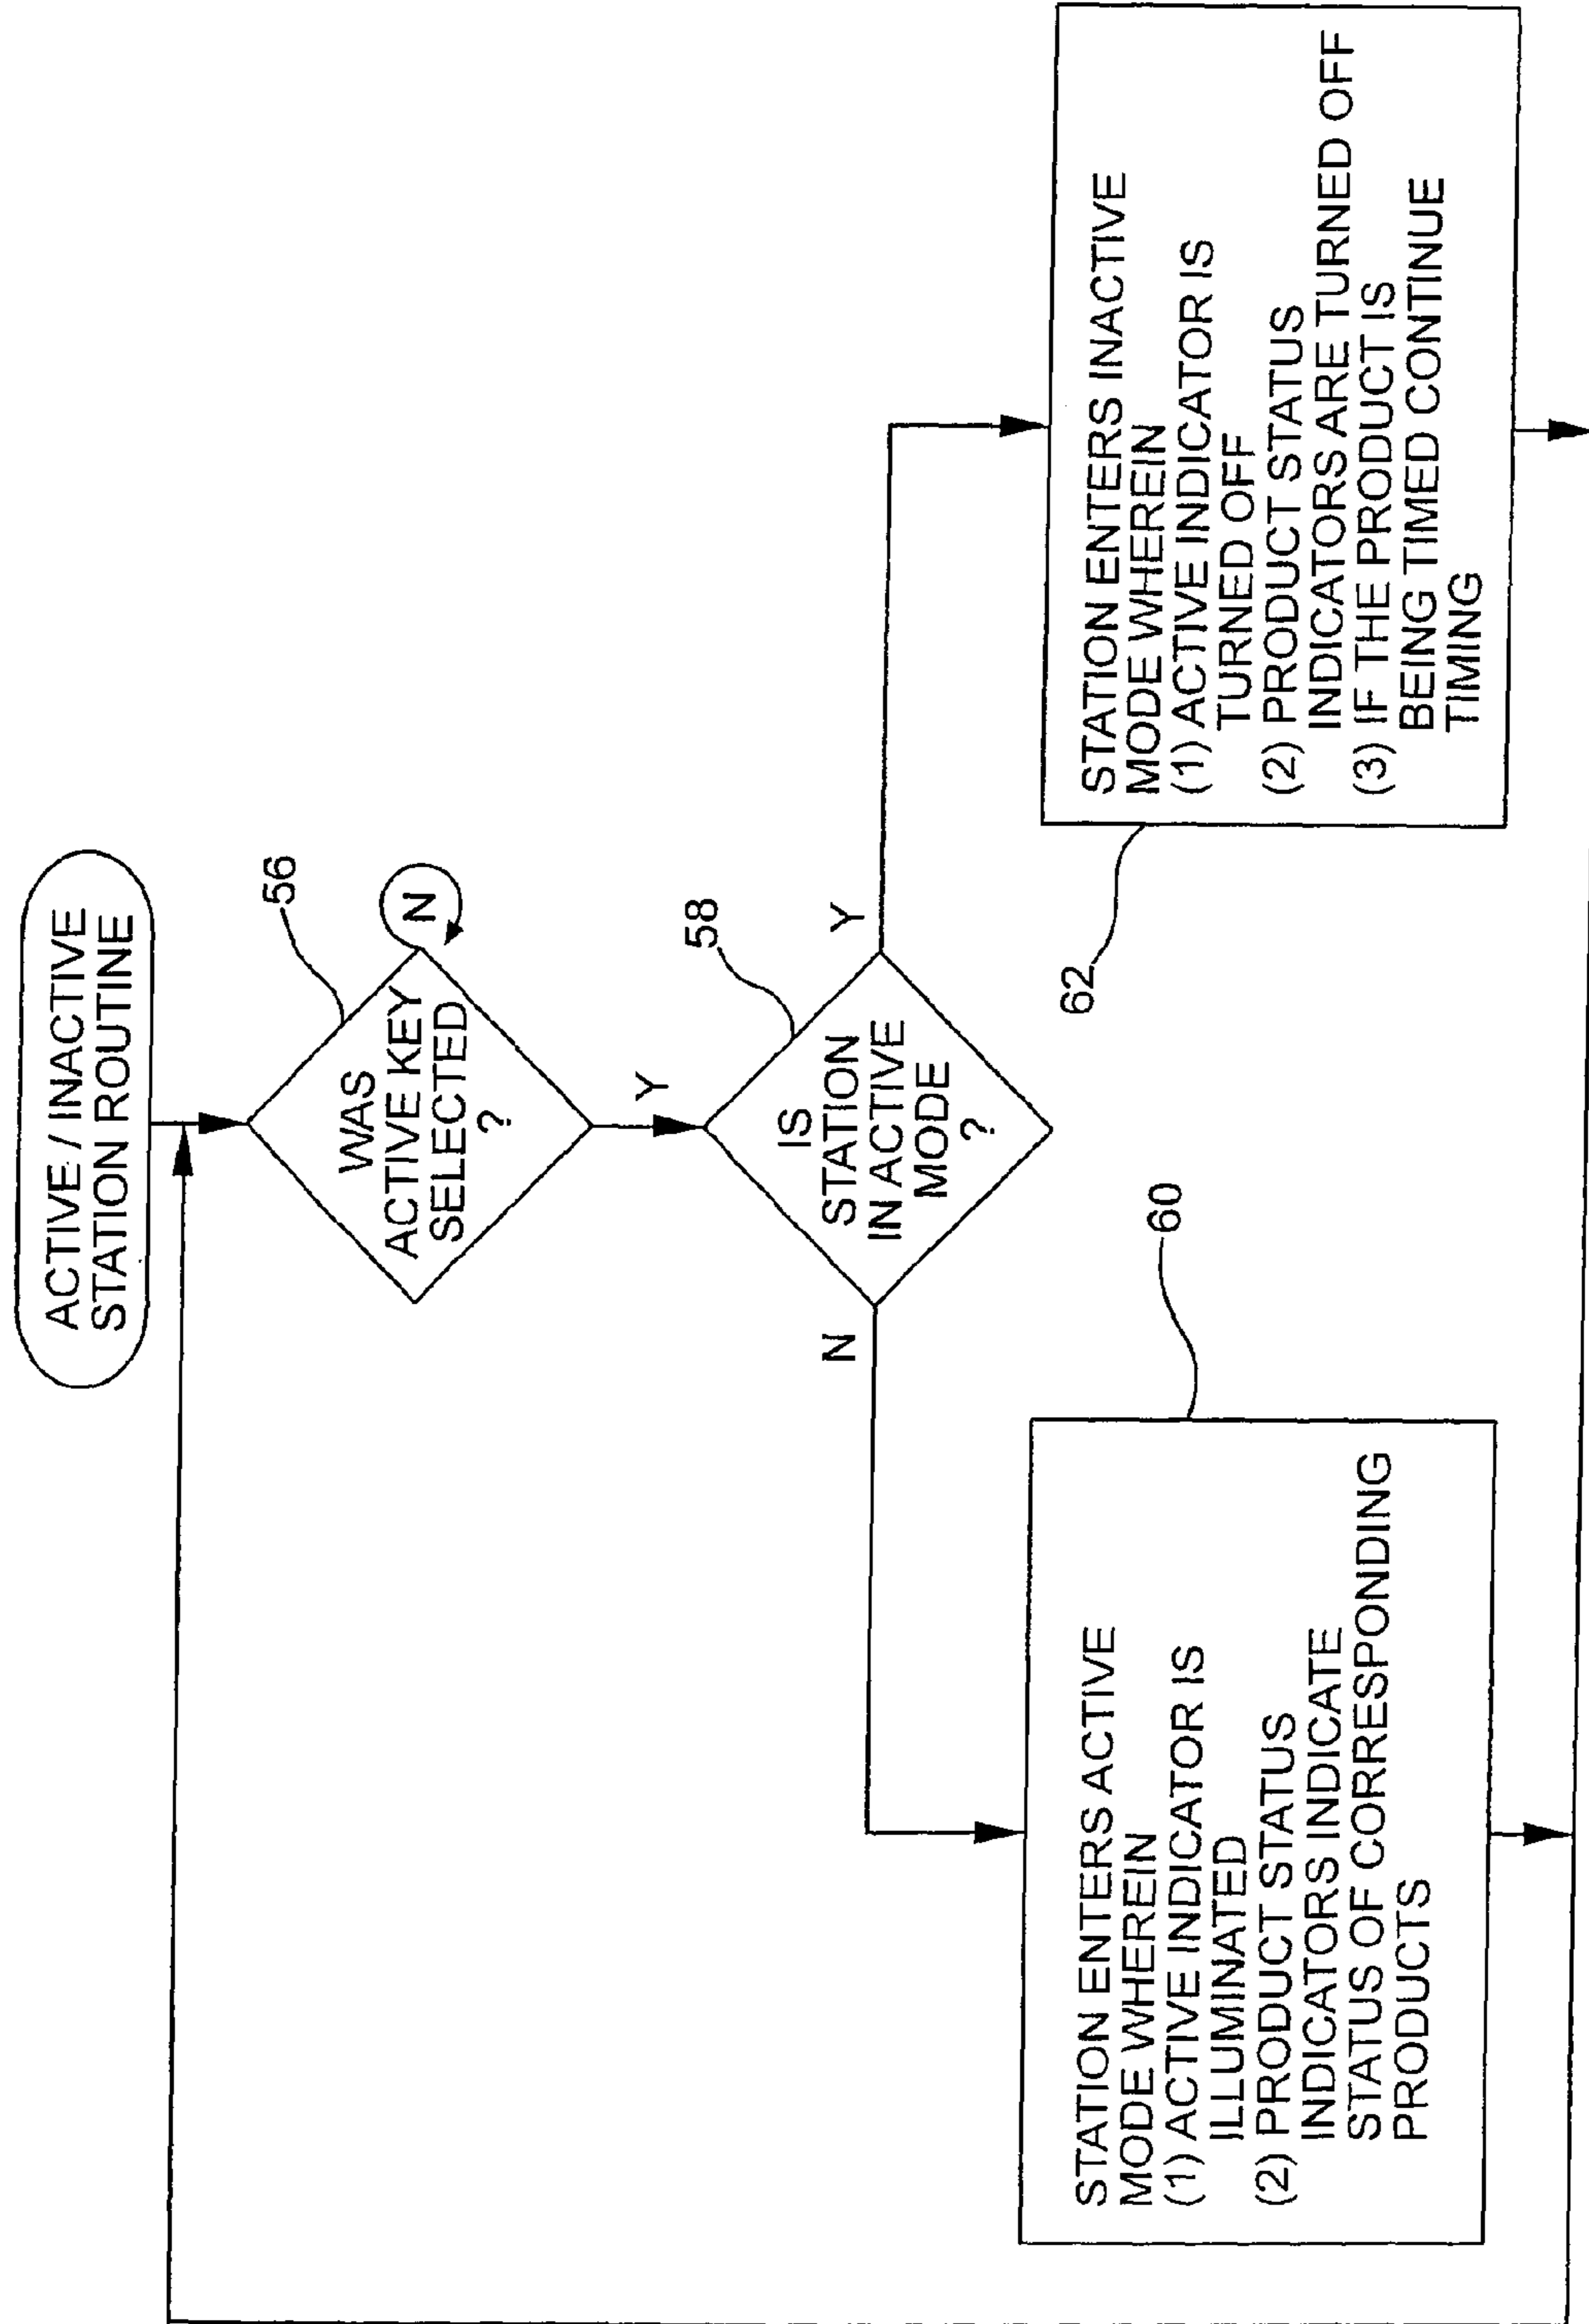 ACTIVE / INACTIVE
STATION ROUTINE
56
WAS
ACTIVE KEY
SELECTED
?
N
Y
58
IS
STATION
IN ACTIVE
MODE
?
N
Y
60
STATION ENTERS ACTIVE
MODE WHEREIN
(1) ACTIVE INDICATOR IS
ILLUMINATED
(2) PRODUCT STATUS
INDICATORS INDICATE
STATUS OF CORRESPONDING
PRODUCTS
62
STATION ENTERS INACTIVE
MODE WHEREIN
(1) ACTIVE INDICATOR IS
TURNED OFF
(2) PRODUCT STATUS
INDICATORS ARE TURNED OFF
(3) IF THE PRODUCT IS
BEING TIMED CONTINUE
TIMING